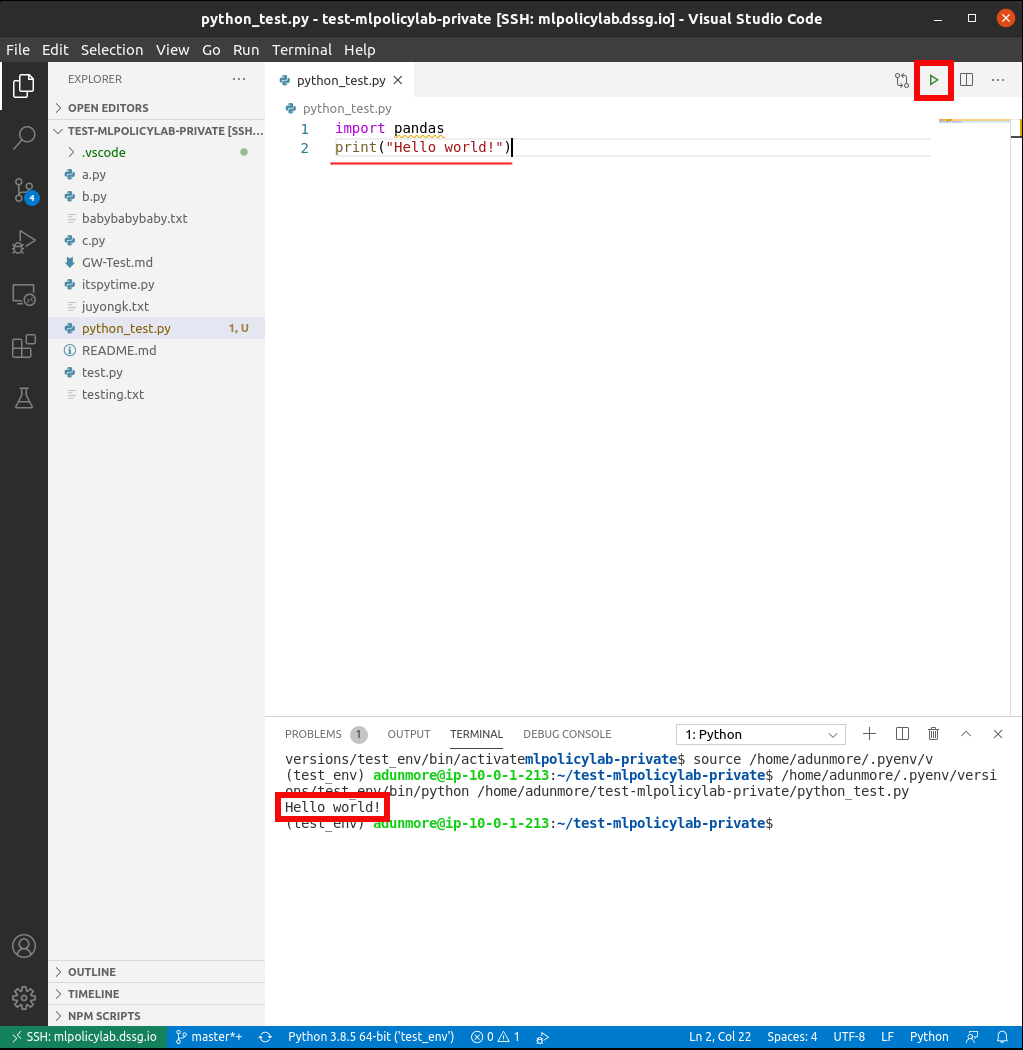 python_test.py - test-mlpolicylab-private [SSH: mlpolicylab.dssg.io] - Visual Studio Code
File Edit Selection View Go Run Terminal Help
EXPLORER
OPEN EDITORS
TEST-MLPOLICYLAB-PRIVATE [SSH...
.vscode
a.py
b.py
babybabybaby.txt
c.py
GW-Test.md
itspytime.py
juyongk.txt
python_test.py 1, U
README.md
test.py
testing.txt
OUTLINE
TIMELINE
NPM SCRIPTS
4
python_test.py
python_test.py
1 import pandas
2 print("Hello world!")
PROBLEMS 1 OUTPUT TERMINAL DEBUG CONSOLE 1: Python
versions/test_env/bin/activatemlpolicylab-private$ source /home/adunmore/.pyenv/v
(test_env) adunmore@ip-10-0-1-213:~/test-mlpolicylab-private$ /home/adunmore/.pyenv/versi
ons/test_env/bin/python /home/adunmore/test-mlpolicylab-private/python_test.py
Hello world!
(test_env) adunmore@ip-10-0-1-213:~/test-mlpolicylab-private$
SSH: mlpolicylab.dssg.io master*+ Python 3.8.5 64-bit ('test_env') 0 1 Ln 2, Col 22 Spaces: 4 UTF-8 LF Python